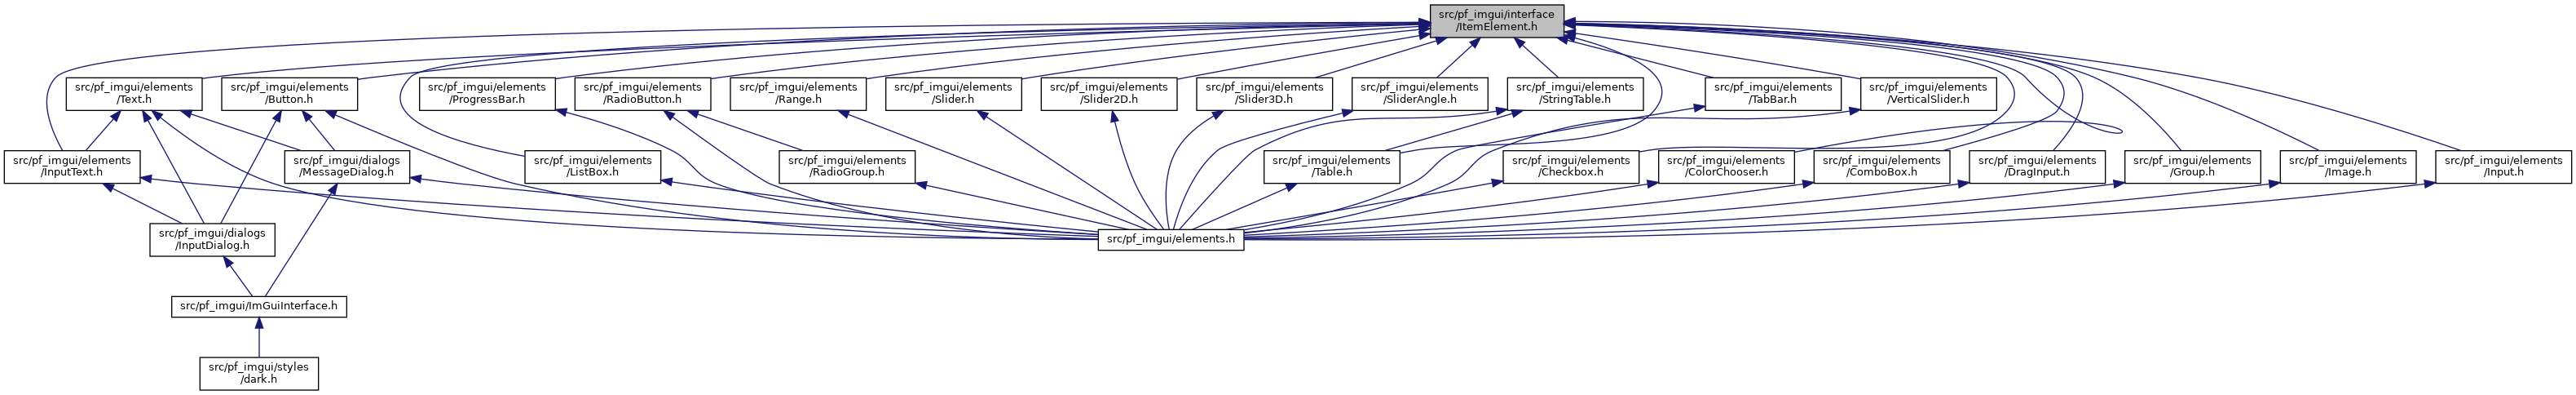 src/pf_imgui/interface
/ItemElement.h
src/pf_imgui/elements
/Text.h
src/pf_imgui/elements
/Button.h
src/pf_imgui/elements
/ProgressBar.h
src/pf_imgui/elements
/RadioButton.h
src/pf_imgui/elements
/Range.h
src/pf_imgui/elements
/Slider.h
src/pf_imgui/elements
/Slider2D.h
src/pf_imgui/elements
/Slider3D.h
src/pf_imgui/elements
/SliderAngle.h
src/pf_imgui/elements
/StringTable.h
src/pf_imgui/elements
/TabBar.h
src/pf_imgui/elements
/VerticalSlider.h
src/pf_imgui/elements
/InputText.h
src/pf_imgui/dialogs
/MessageDialog.h
src/pf_imgui/elements
/ListBox.h
src/pf_imgui/elements
/RadioGroup.h
src/pf_imgui/elements
/Table.h
src/pf_imgui/elements
/Checkbox.h
src/pf_imgui/elements
/ColorChooser.h
src/pf_imgui/elements
/ComboBox.h
src/pf_imgui/elements
/DragInput.h
src/pf_imgui/elements
/Group.h
src/pf_imgui/elements
/Image.h
src/pf_imgui/elements
/Input.h
src/pf_imgui/dialogs
/InputDialog.h
src/pf_imgui/elements.h
src/pf_imgui/ImGuiInterface.h
src/pf_imgui/styles
/dark.h